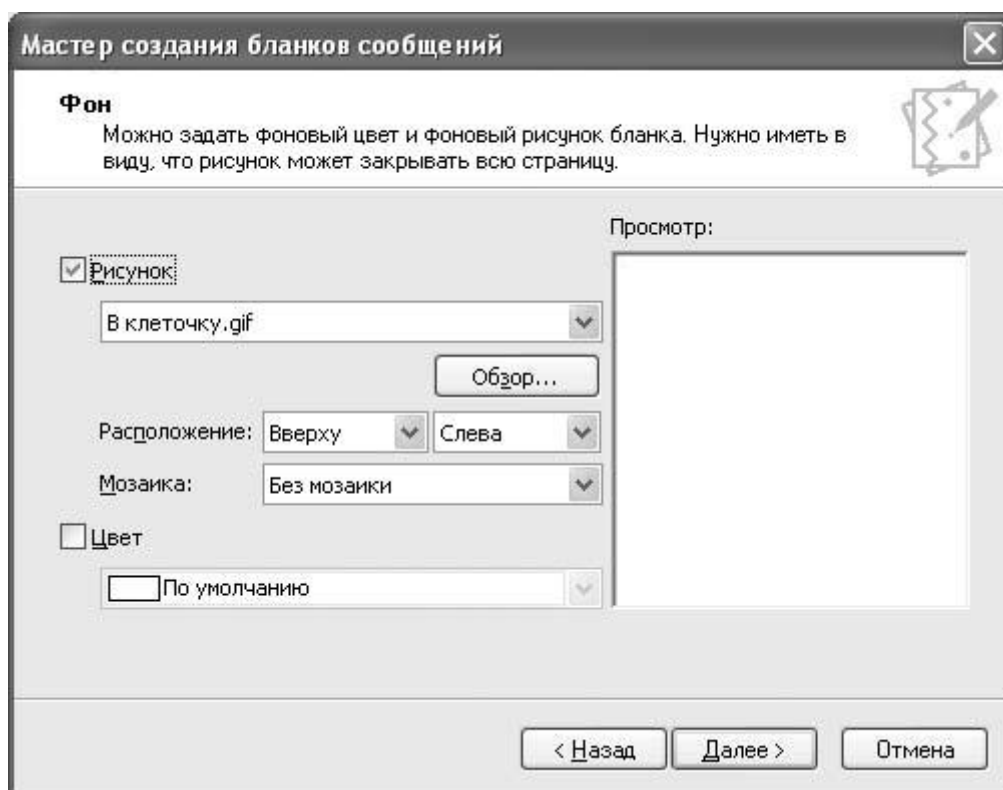 Мастер создания бланков сообщений
Фон
Можно задать фоновый цвет и фоновый рисунок бланка. Нужно иметь в
виду, что рисунок может закрывать всю страницу.
Просмотр:
Рисунок
В клеточку.gif
Обзор...
Расположение: Вверху Слева
Мозаика: Без мозаики
Цвет
По умолчанию
< Назад Далее > Отмена